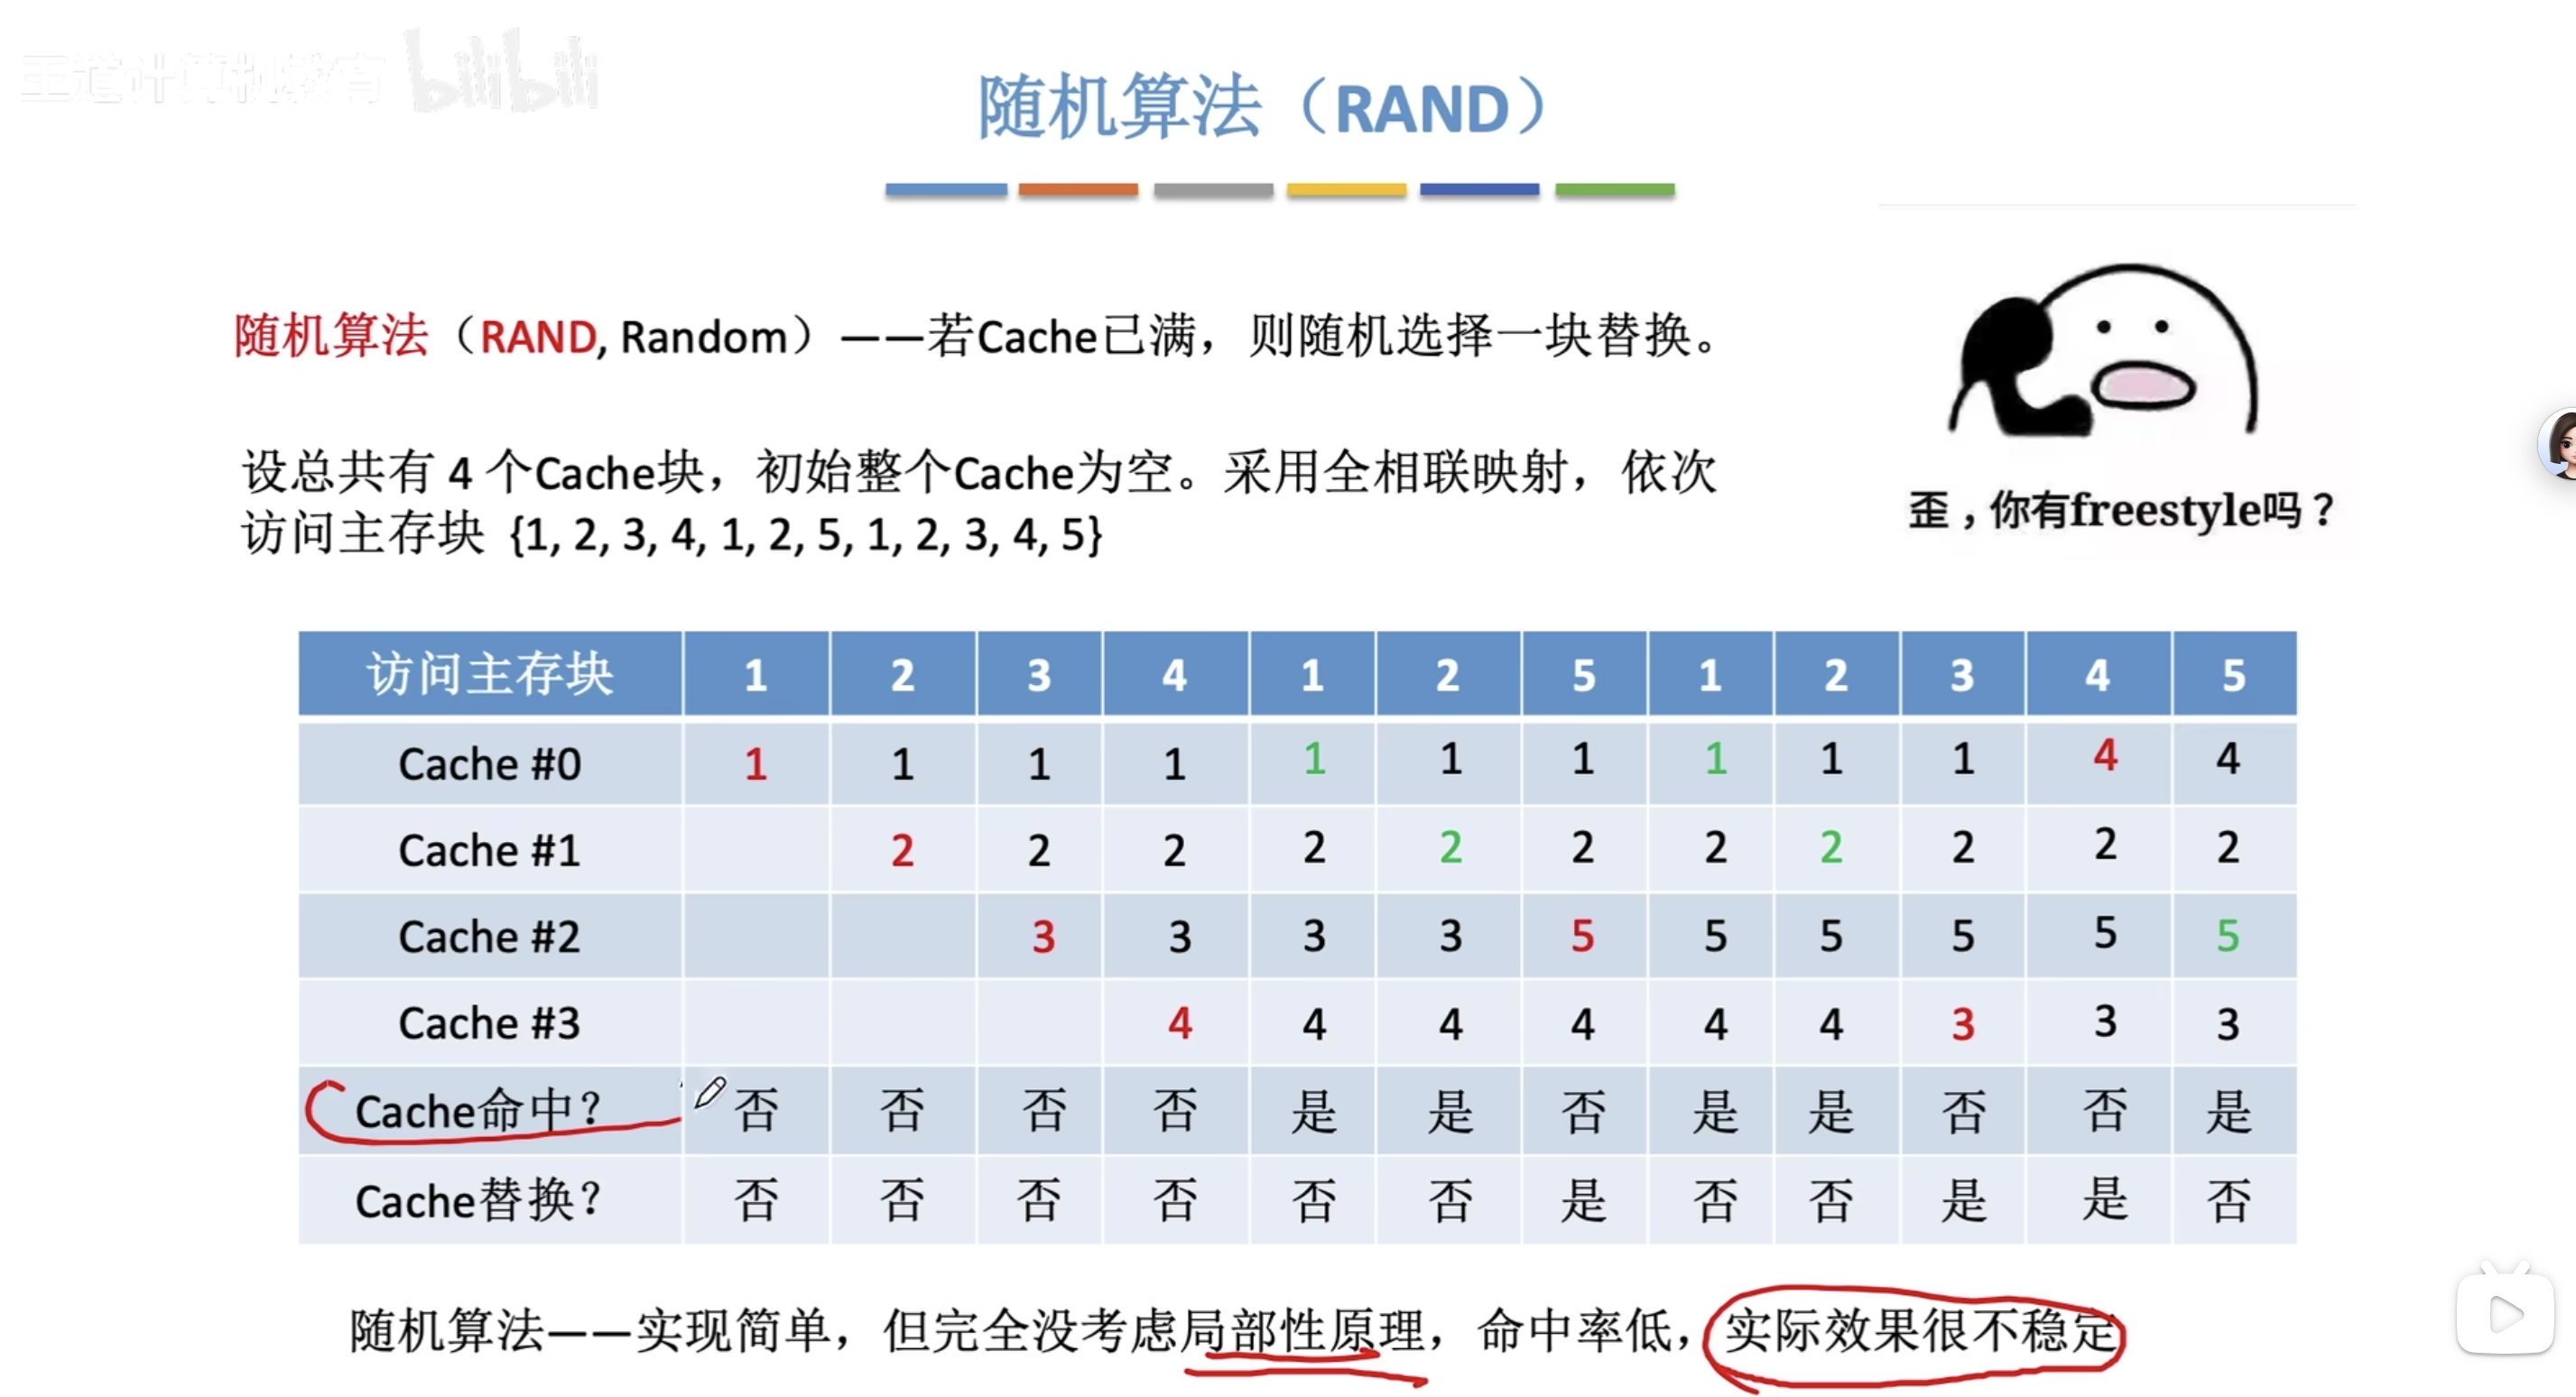 王道计算机教育 bilibili
随机算法（RAND）
随机算法（RAND, Random）——若Cache已满，则随机选择一块替换。
设总共有 4 个Cache块，初始整个Cache为空。采用全相联映射，依次
访问主存块 {1, 2, 3, 4, 1, 2, 5, 1, 2, 3, 4, 5}
歪，你有freestyle吗？
访问主存块 1 2 3 4 1 2 5 1 2 3 4 5
Cache #0 1 1 1 1 1 1 1 1 1 1 4 4
Cache #1 2 2 2 2 2 2 2 2 2 2 2
Cache #2 3 3 3 3 5 5 5 5 5 5
Cache #3 4 4 4 4 4 4 3 3 3
Cache命中? 否 否 否 否 是 是 否 是 是 否 否 是
Cache替换? 否 否 否 否 否 否 是 否 否 是 是 否
随机算法——实现简单，但完全没考虑局部性原理，命中率低，实际效果很不稳定